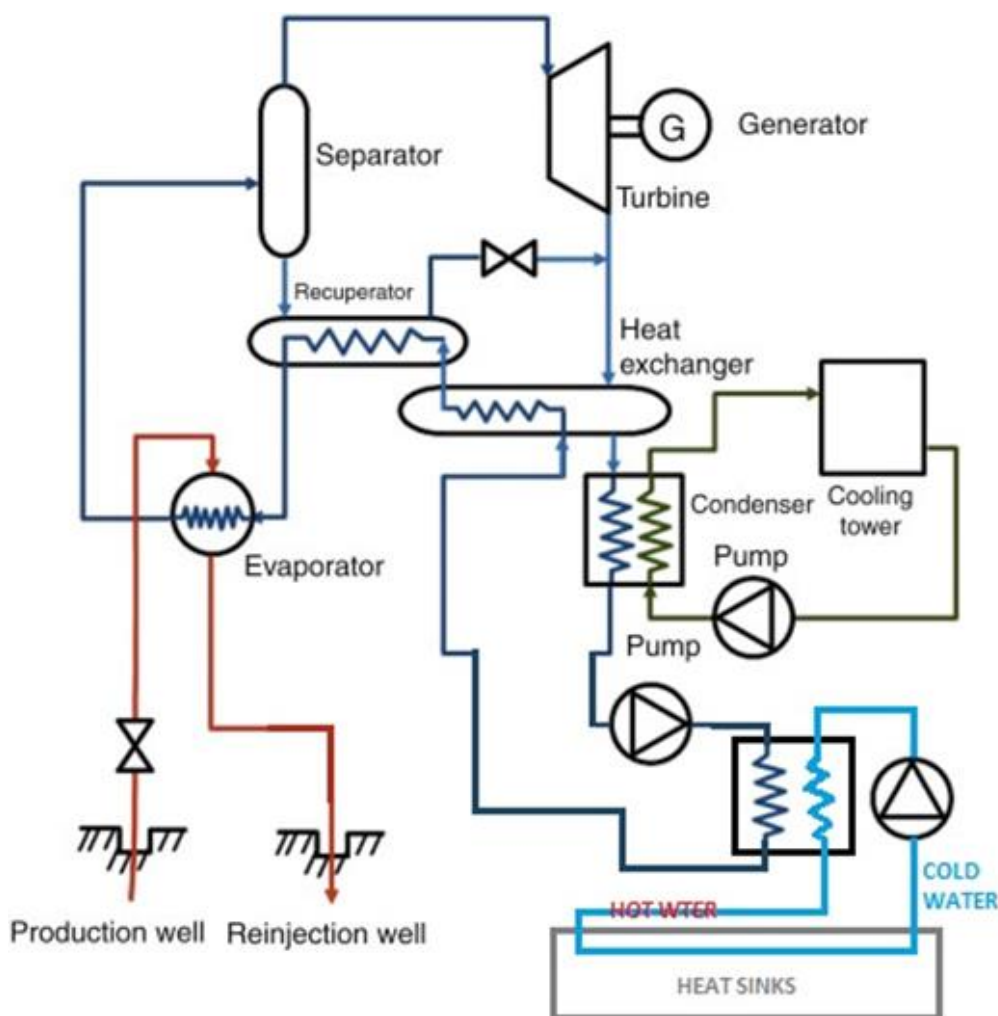 Separator
G
Generator
Turbine
Recuperator
Heat
exchanger
Condenser
Cooling
tower
Evaporator
Pump
Pump
COLD
WATER
HOT WTER
Production well
Reinjection well
HEAT SINKS